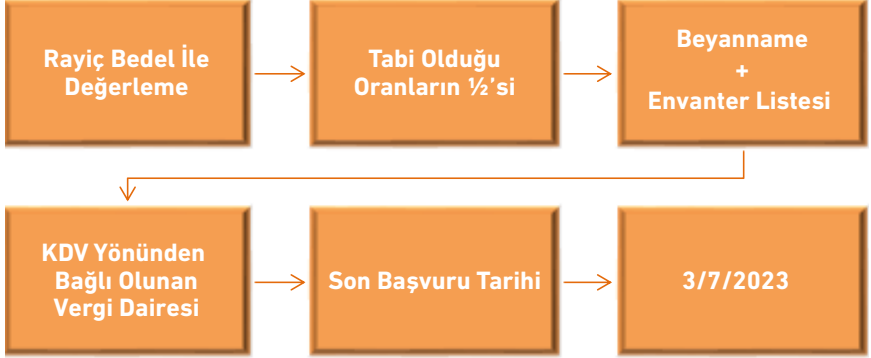 Rayiç Bedel İle
Değerleme
Tabi Olduğu
Oranların ½’si
Beyanname
+
Envanter Listesi
KDV Yönünden
Bağlı Olunan
Vergi Dairesi
Son Başvuru Tarihi
3/7/2023